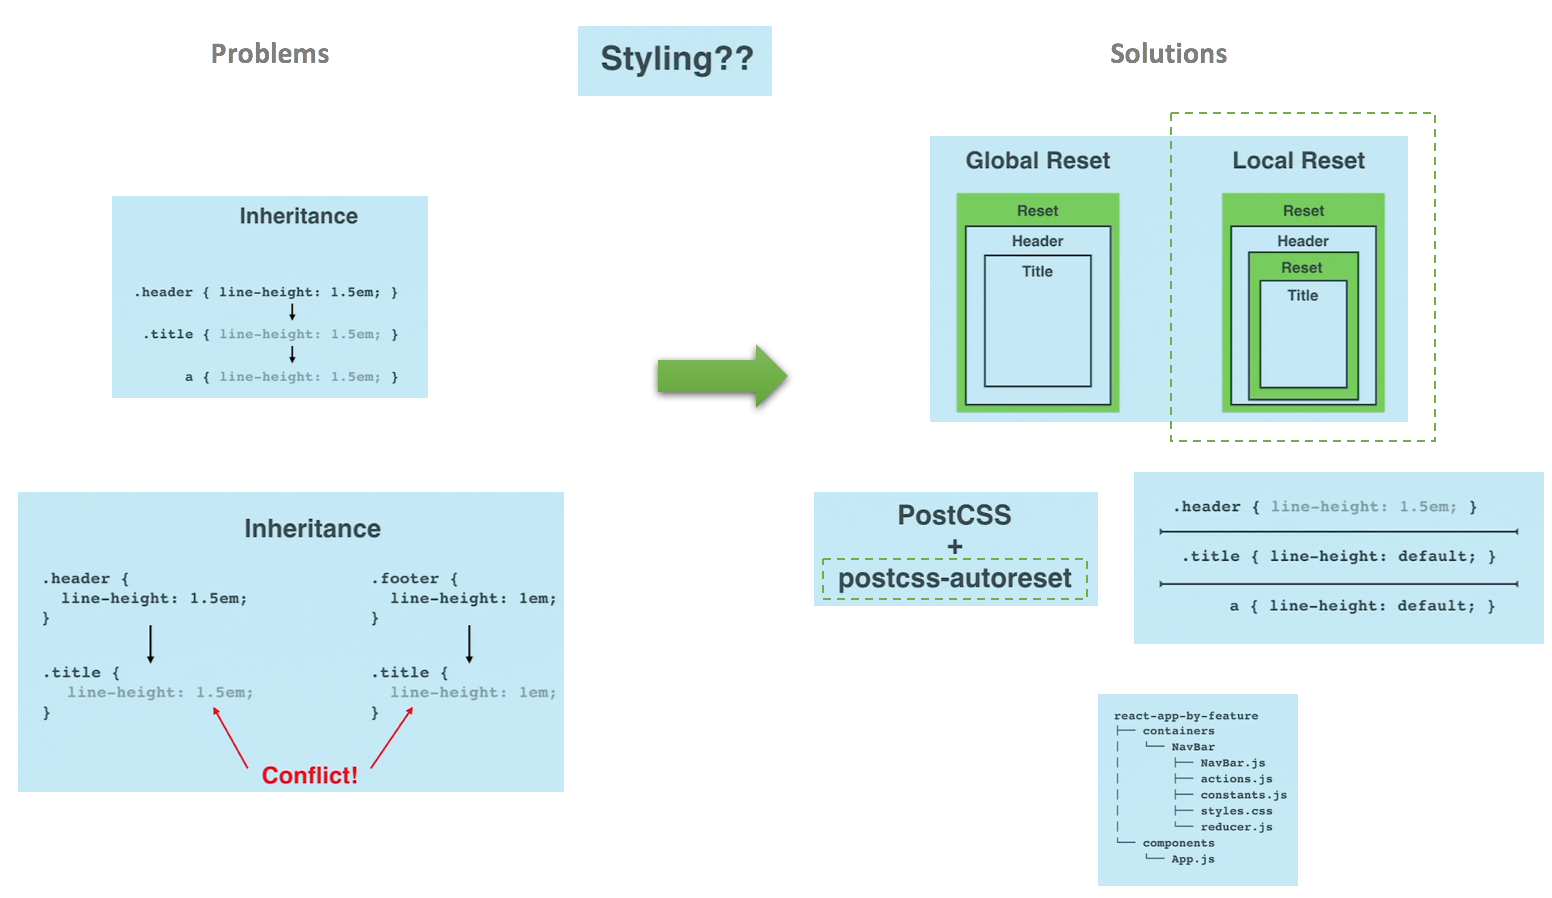 Problems
Styling??
Solutions
Inheritance
.header { line-height: 1.5em; }
.title { line-height: 1.5em; }
a { line-height: 1.5em; }
Inheritance
.header {
line-height: 1.5em;
}
.title {
line-height: 1.5em;
}
.footer {
line-height: 1em;
}
.title {
line-height: 1em;
}
Conflict!
Global Reset
Reset
Header
Title
Local Reset
Reset
Header
Reset
Title
PostCSS
+
postcss-autoreset
.header { line-height: 1.5em; }
.title { line-height: default; }
a { line-height: default; }
react-app-by-feature
├── containers
│   └── NavBar
│       ├── NavBar.js
│       ├── actions.js
│       ├── constants.js
│       ├── styles.css
│       └── reducer.js
└── components
    └── App.js